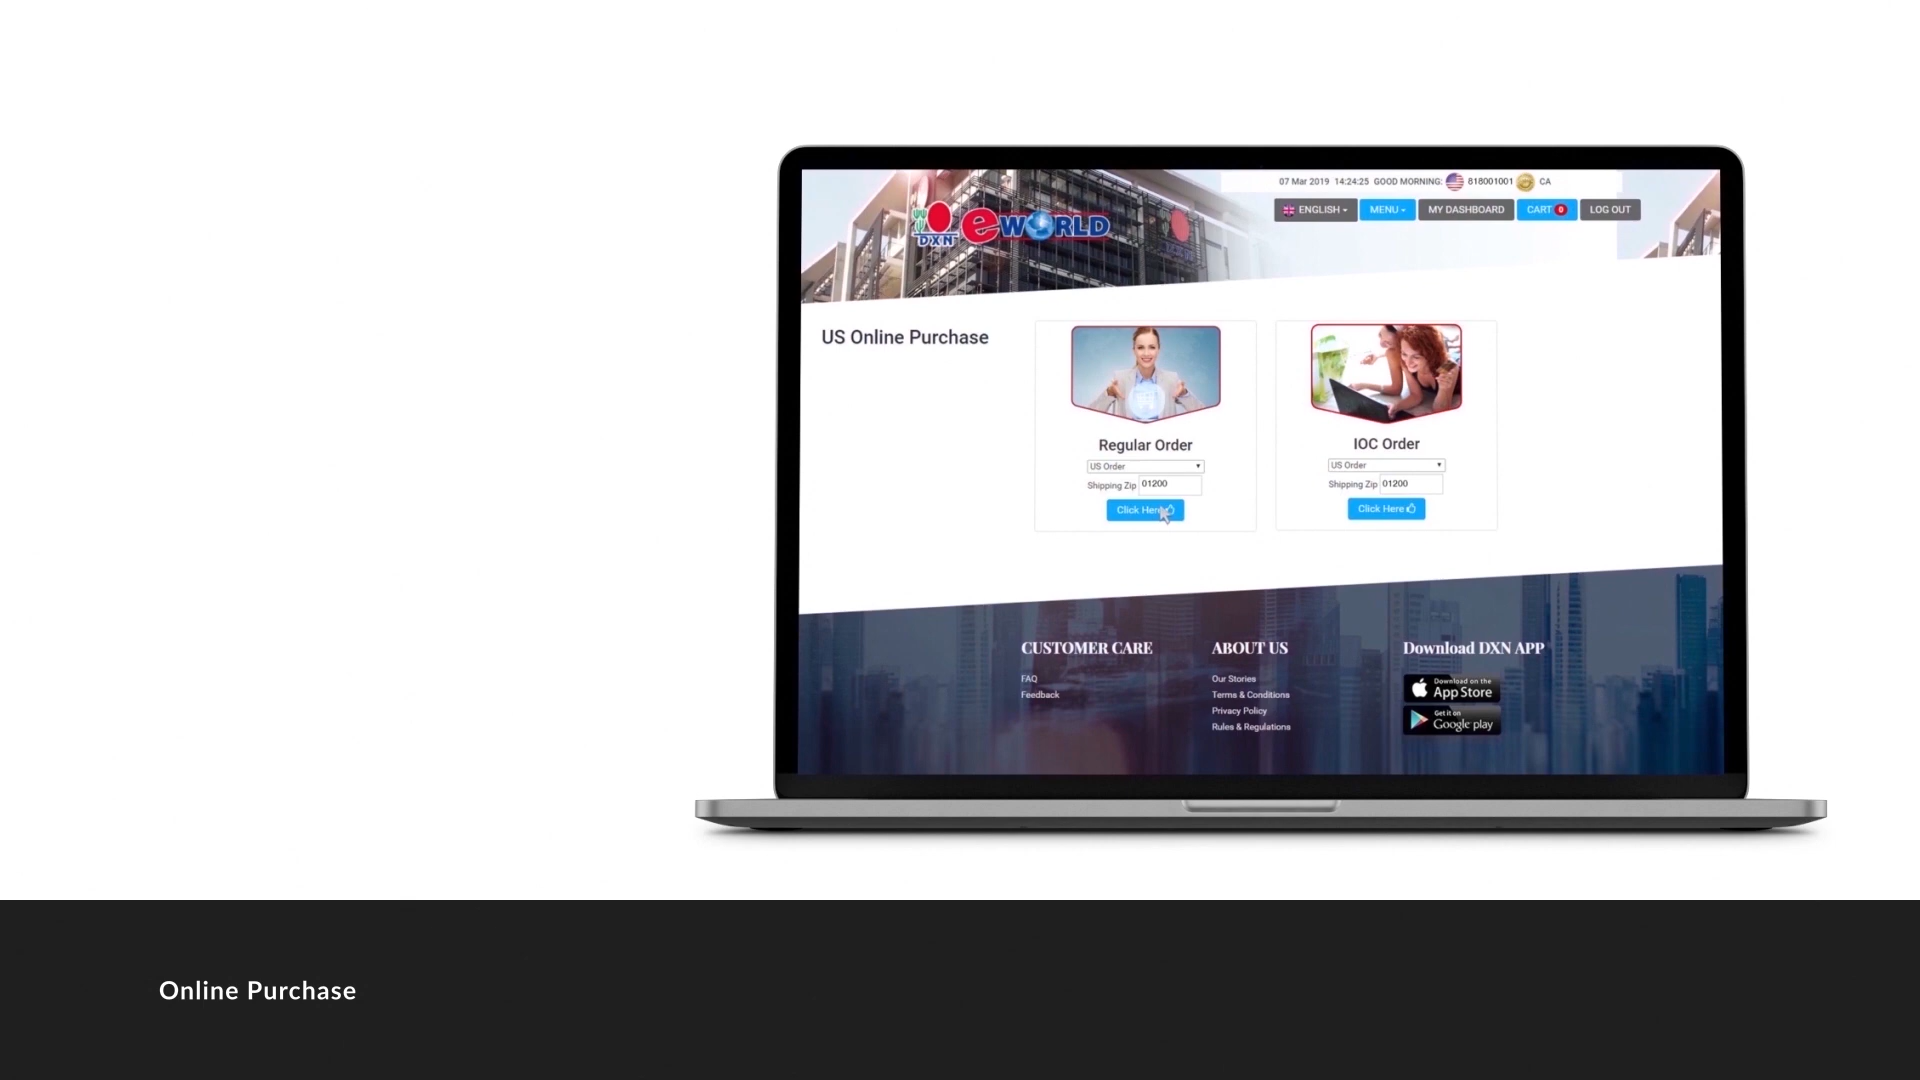 07 Mar 2019 14:24:25 GOOD MORNING: 818001001 CA
DXN eWORLD
ENGLISH MENU MY DASHBOARD CART 0 LOG OUT
US Online Purchase
Regular Order
US Order
Shipping Zip 01200
Click Here
IOC Order
US Order
Shipping Zip 01200
Click Here
CUSTOMER CARE
FAQ
Feedback
ABOUT US
Our Stories
Terms & Conditions
Privacy Policy
Rules & Regulations
Download DXN APP
Download on the
App Store
Get it on
Google play
Online Purchase